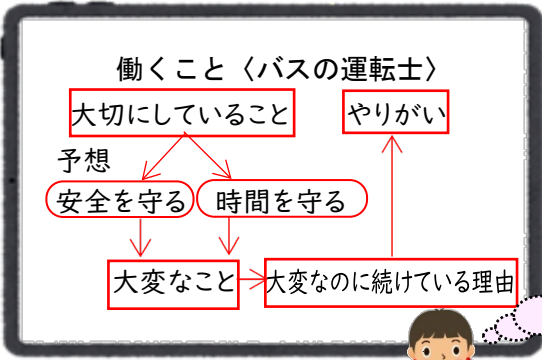 働くこと〈バスの運転士〉
大切にしていること
やりがい
予想
安全を守る
時間を守る
大変なこと
大変なのに続けている理由